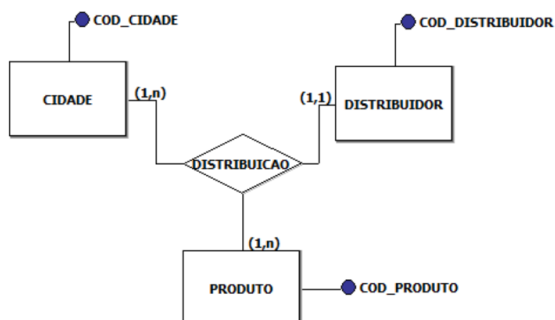 COD_CIDADE
COD_DISTRIBUIDOR
CIDADE
(1,n)
(1,1)
DISTRIBUIDOR
DISTRIBUICAO
(1,n)
PRODUTO
COD_PRODUTO